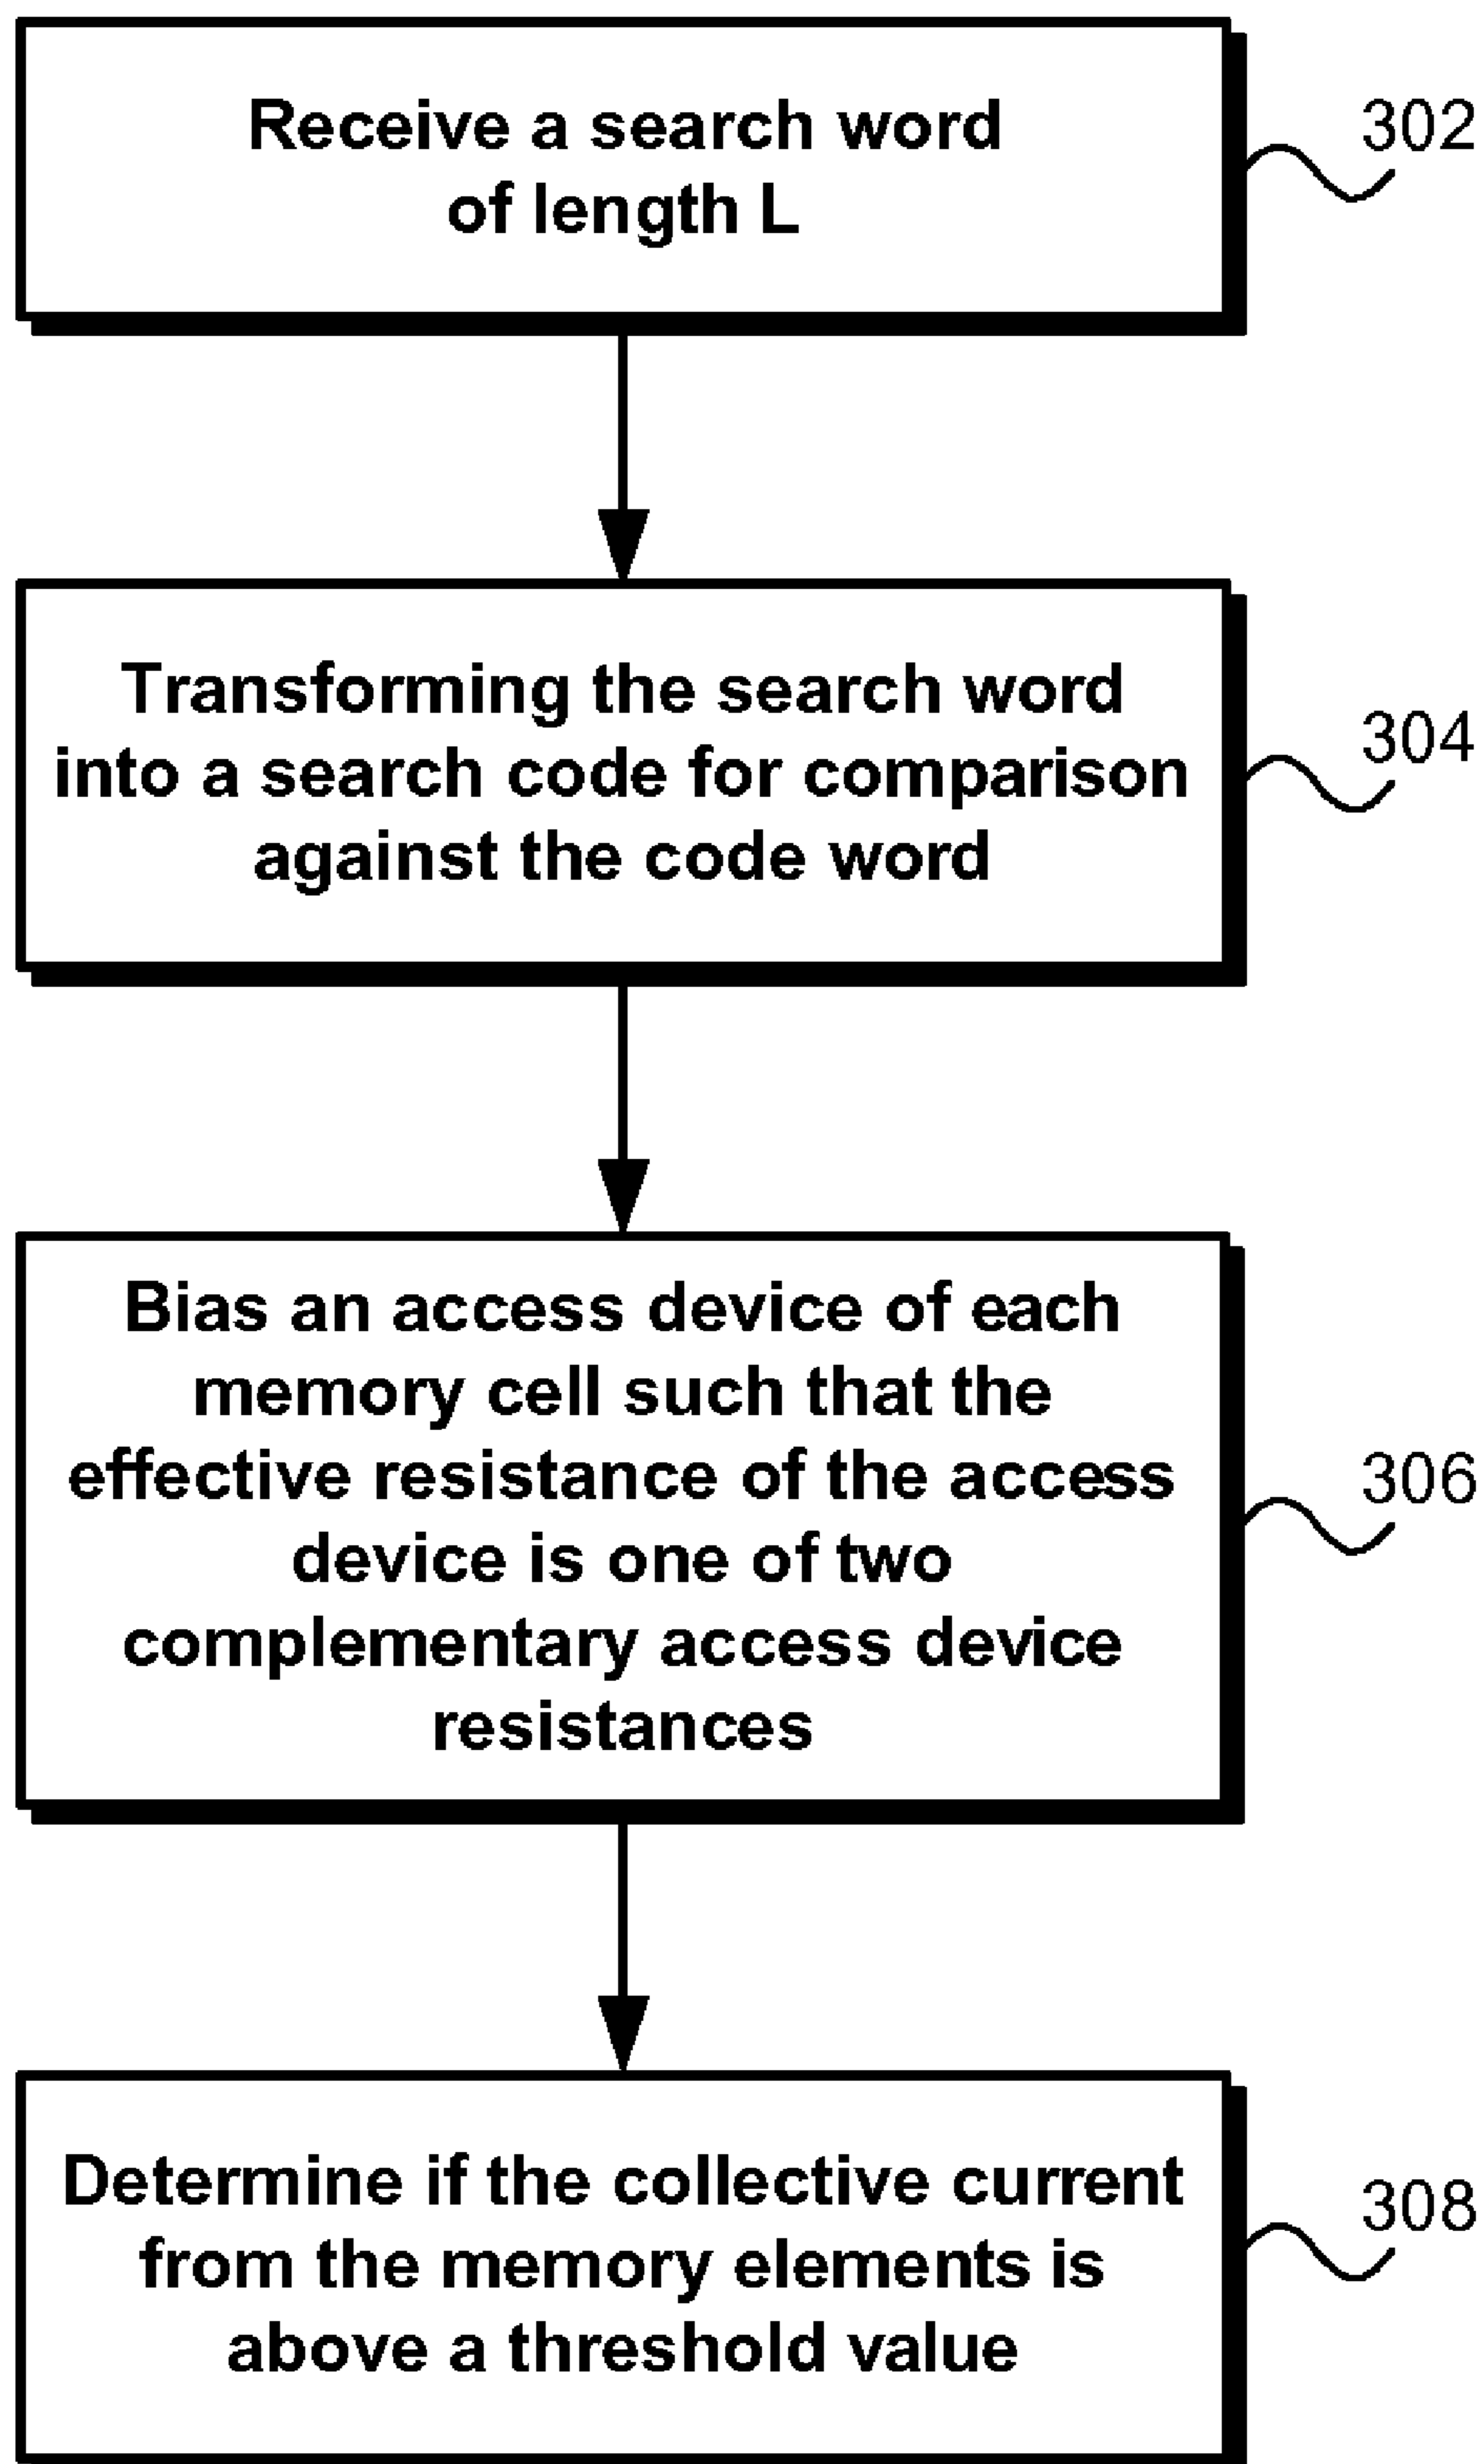 Receive a search word
of length L
302
Transforming the search word
into a search code for comparison
against the code word
304
Bias an access device of each
memory cell such that the
effective resistance of the access
device is one of two
complementary access device
resistances
306
Determine if the collective current
from the memory elements is
above a threshold value
308